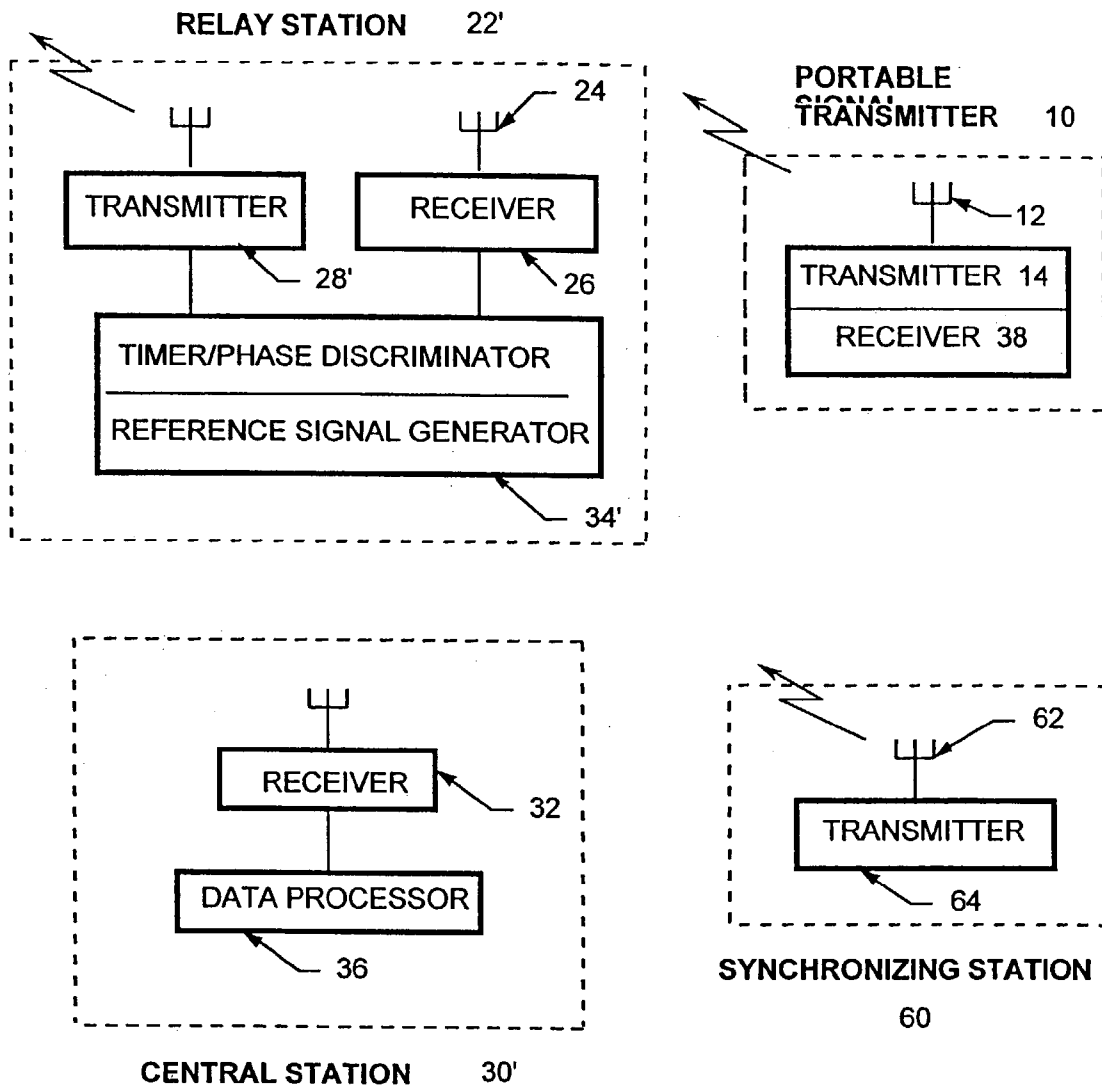 RELAY STATION 22'
24
TRANSMITTER
RECEIVER
28'
26
TIMER/PHASE DISCRIMINATOR
REFERENCE SIGNAL GENERATOR
34'
PORTABLE
SIGNAL
TRANSMITTER 10
12
TRANSMITTER 14
RECEIVER 38
RECEIVER
32
DATA PROCESSOR
36
CENTRAL STATION 30'
62
TRANSMITTER
64
SYNCHRONIZING STATION
60